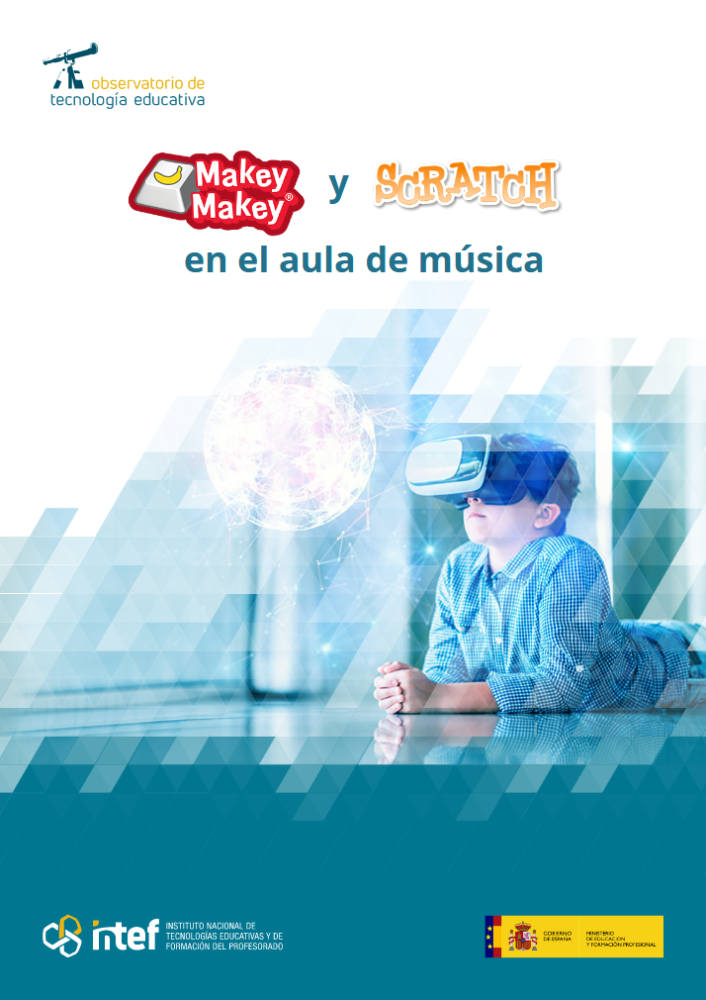 observatorio de
tecnología educativa
Makey
Makey®
y
SCRATCH
en el aula de música
intef
INSTITUTO NACIONAL DE
TECNOLOGÍAS EDUCATIVAS Y DE
FORMACIÓN DEL PROFESORADO
GOBIERNO
DE ESPAÑA
MINISTERIO
DE EDUCACIÓN
Y FORMACIÓN PROFESIONAL